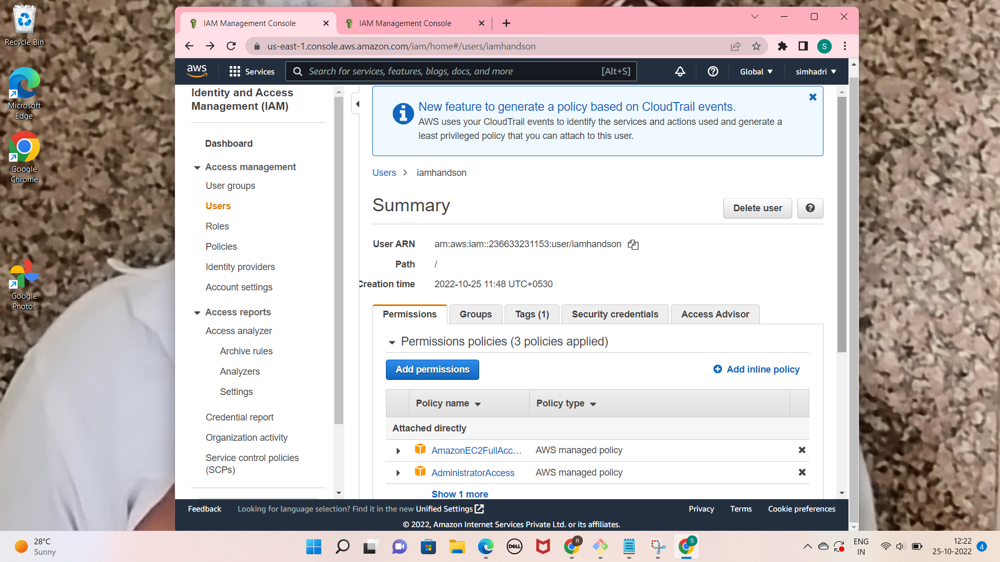 Recycle Bin
Microsoft
Edge
Google
Chrome
Google
Photos
IAM Management Console
IAM Management Console
us-east-1.console.aws.amazon.com/iam/home#/users/iamhandson
S
aws
Services
Search for services, features, blogs, docs, and more
[Alt+S]
Global
simhadri
Identity and Access
Management (IAM)
Dashboard
Access management
User groups
Users
Roles
Policies
Identity providers
Account settings
Access reports
Access analyzer
Archive rules
Analyzers
Settings
Credential report
Organization activity
Service control policies
(SCPs)
New feature to generate a policy based on CloudTrail events.
AWS uses your CloudTrail events to identify the services and actions used and generate a
least privileged policy that you can attach to this user.
Users > iamhandson
Summary
Delete user
User ARN arn:aws:iam::236633231153:user/iamhandson
Path /
Creation time 2022-10-25 11:48 UTC+0530
Permissions Groups Tags (1) Security credentials Access Advisor
Permissions policies (3 policies applied)
Add permissions
Add inline policy
Policy name Policy type
Attached directly
AmazonEC2FullAcc... AWS managed policy
AdministratorAccess AWS managed policy
Show 1 more
Feedback Looking for language selection? Find it in the new Unified Settings
Privacy Terms Cookie preferences
© 2022, Amazon Internet Services Private Ltd. or its affiliates.
28°C
Sunny
DELL
R
S
ENG
IN
12:22
25-10-2022
4